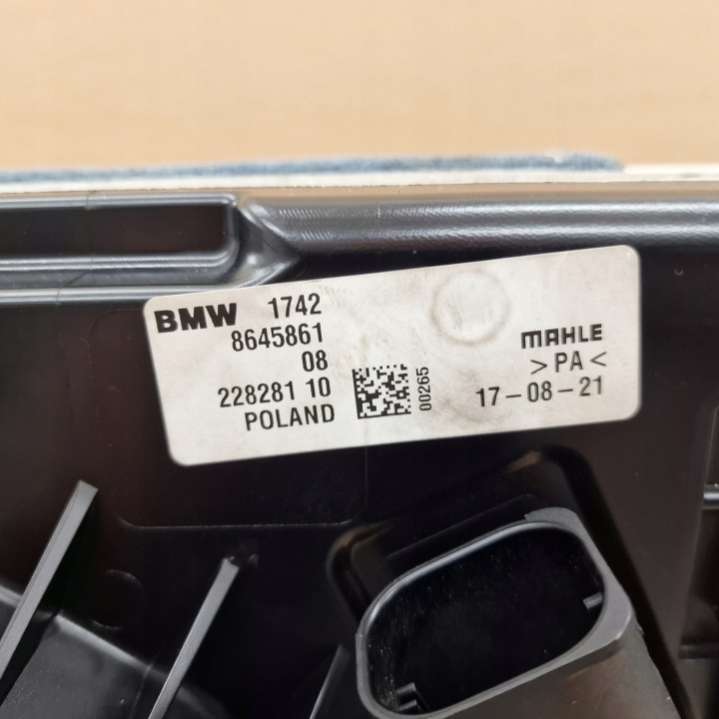 BMW 1742
8645861
08
228281 10
POLAND
00265
MAHLE
>PA<
17-08-21